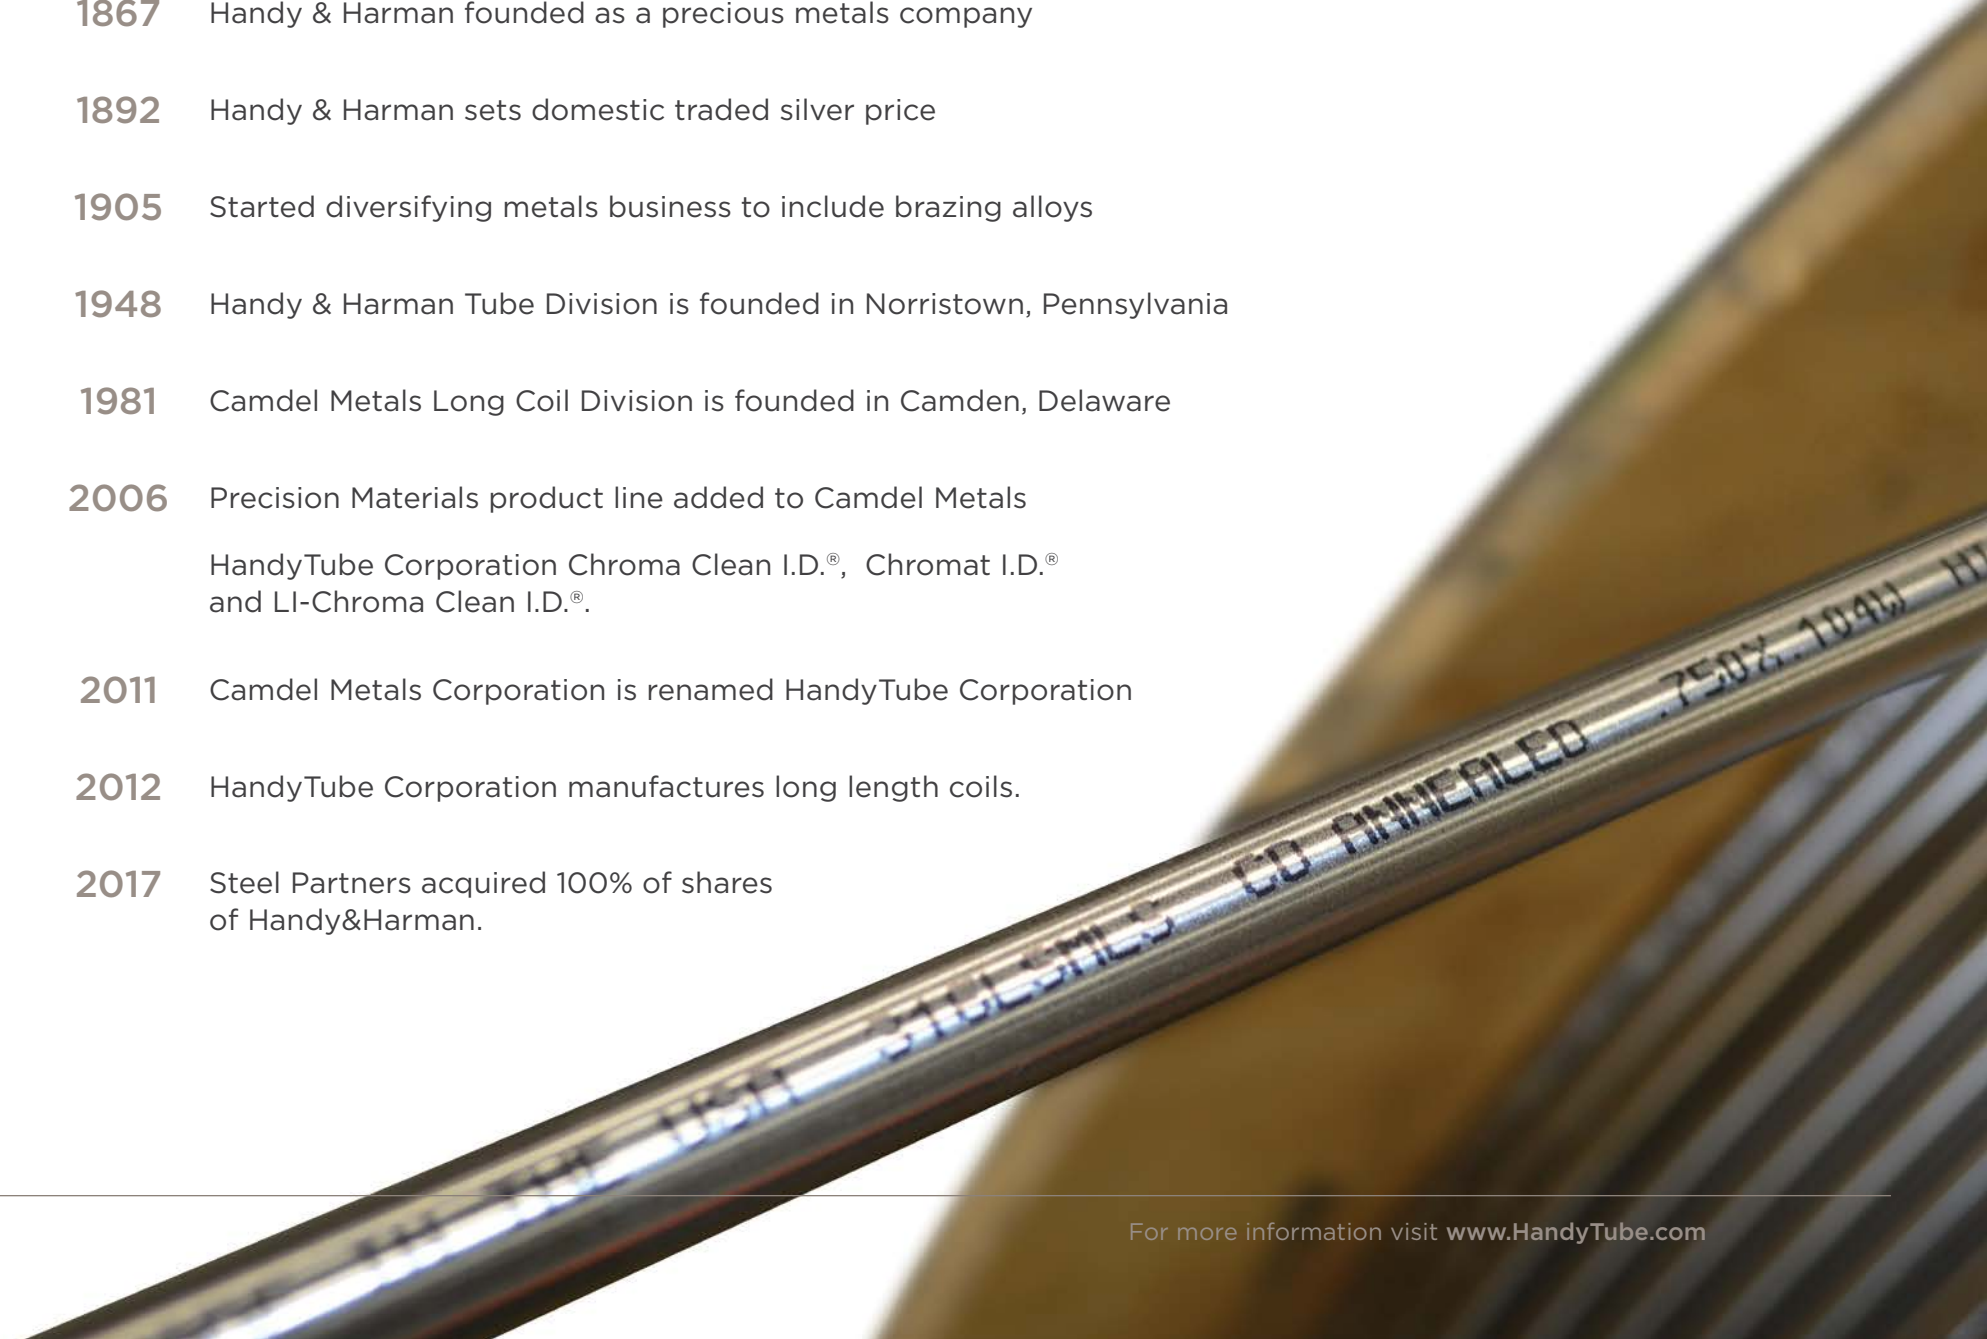 1867 Handy & Harman founded as a precious metals company
1892 Handy & Harman sets domestic traded silver price
1905 Started diversifying metals business to include brazing alloys
1948 Handy & Harman Tube Division is founded in Norristown, Pennsylvania
1981 Camdel Metals Long Coil Division is founded in Camden, Delaware
2006 Precision Materials product line added to Camdel Metals
HandyTube Corporation Chroma Clean I.D.®, Chromat I.D.®
and LI-Chroma Clean I.D.®.
2011 Camdel Metals Corporation is renamed HandyTube Corporation
2012 HandyTube Corporation manufactures long length coils.
2017 Steel Partners acquired 100% of shares
of Handy&Harman.
USA SMLS CD ANNEALED .104W
For more information visit www.HandyTube.com